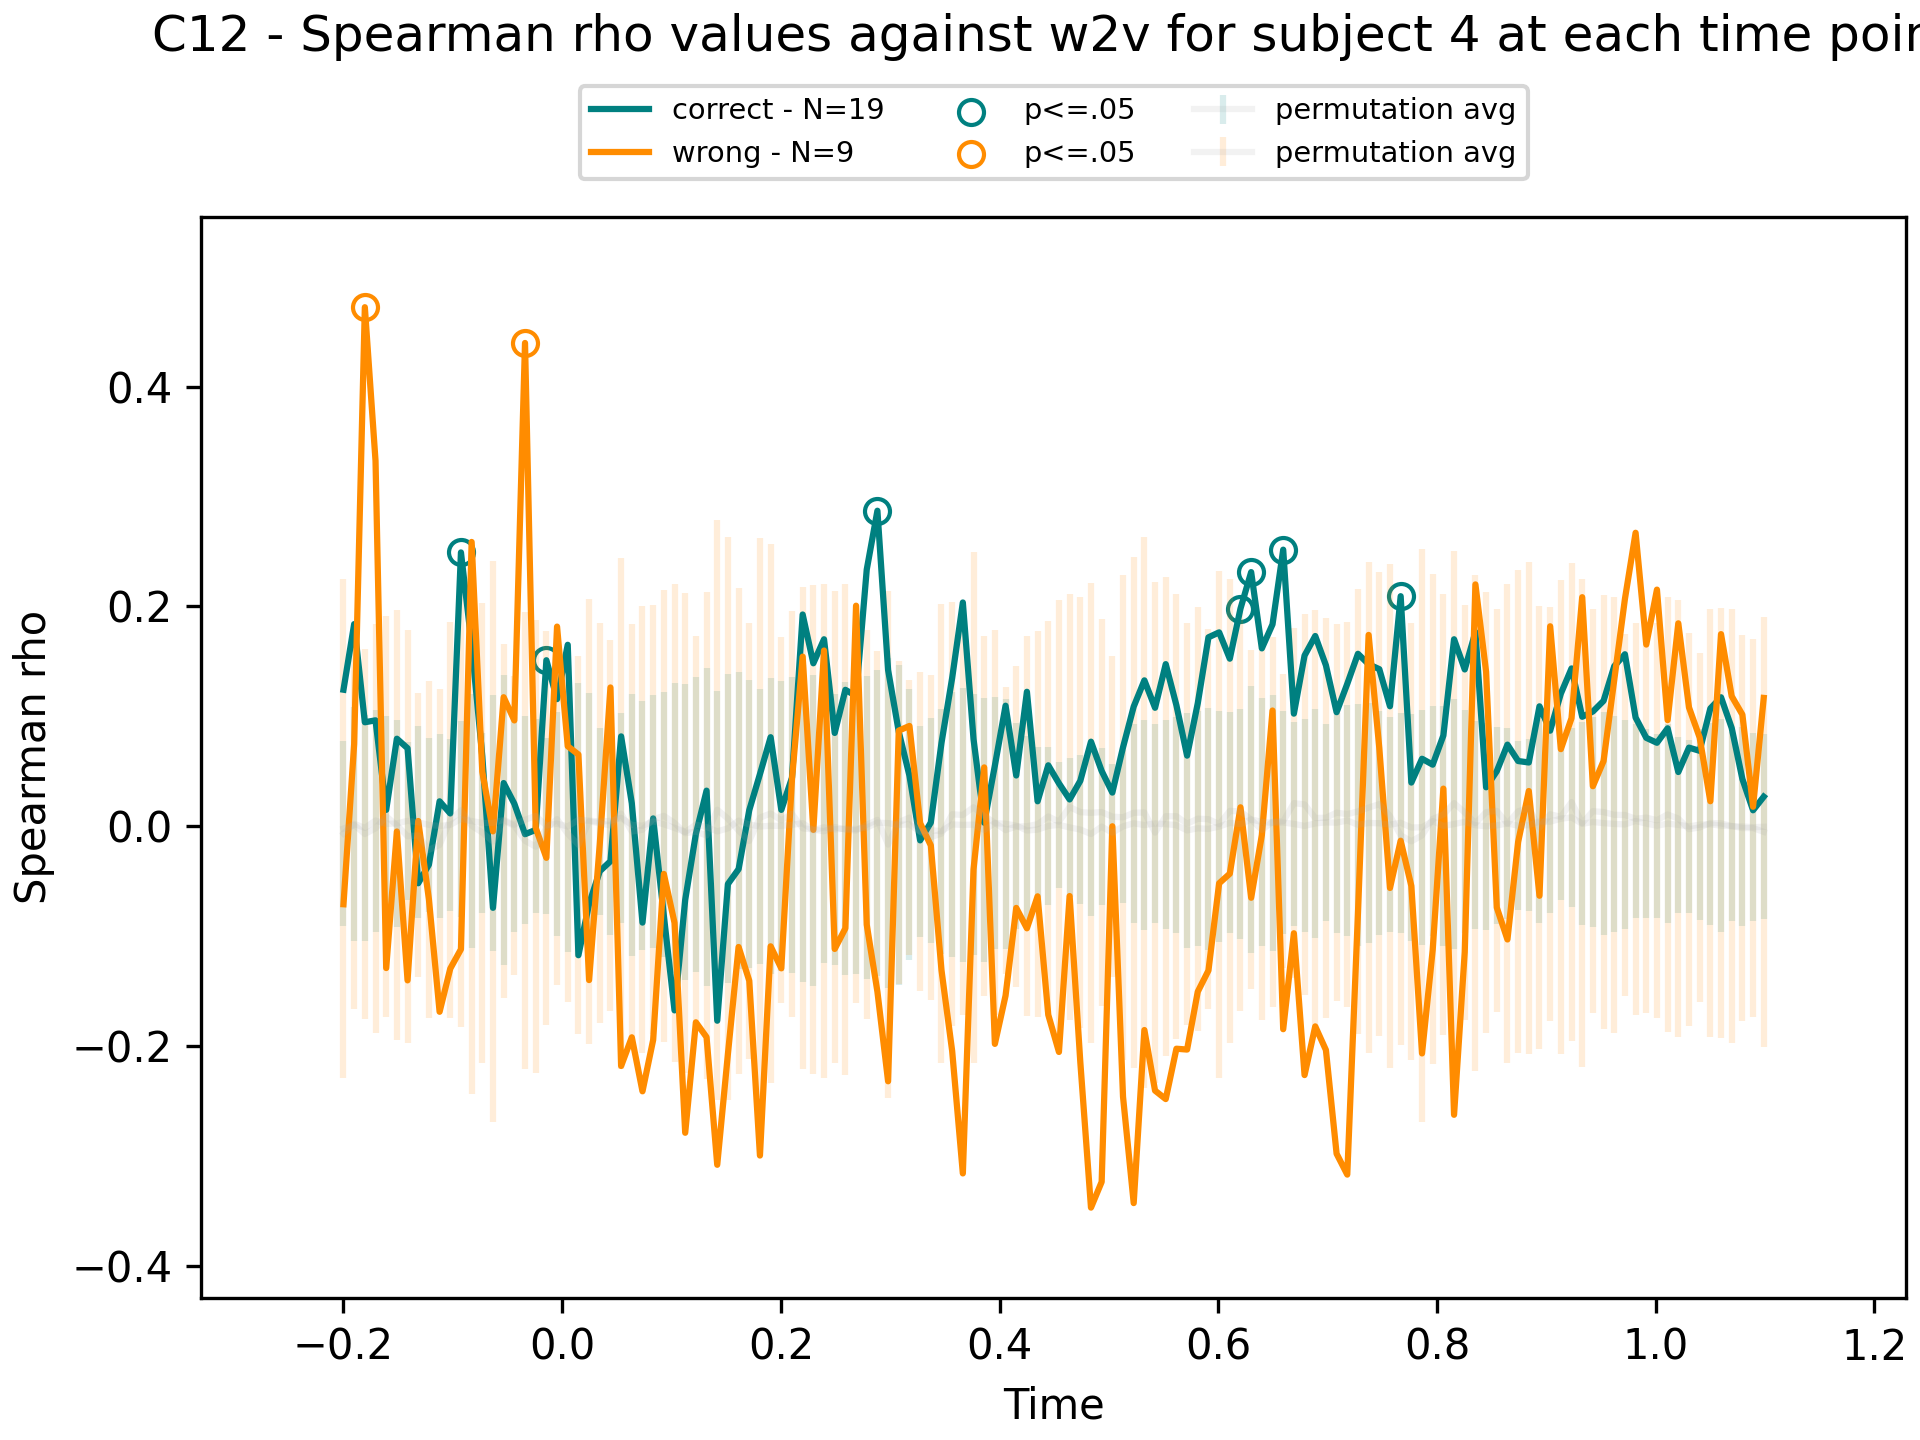 C12 - Spearman rho values against w2v for subject 4 at each time poin
correct - N=19
wrong - N=9
p<=.05
p<=.05
permutation avg
permutation avg
Spearman rho
0.4
0.2
0.0
−0.2
−0.4
−0.2 0.0 0.2 0.4 0.6 0.8 1.0 1.2
Time